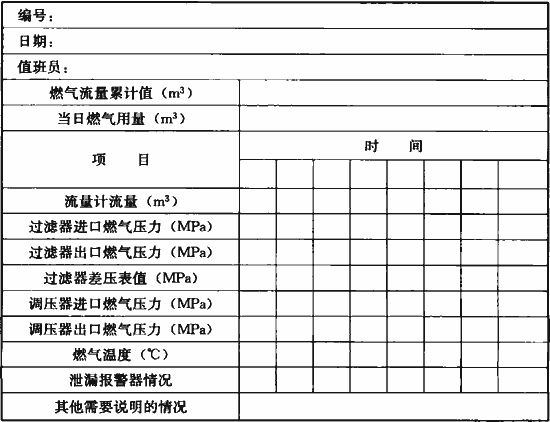 编号：
日期：
值班员：
燃气流量累计值（m³）
当日燃气用量（m³）
项 目
时 间
流量计流量（m³）
过滤器进口燃气压力（MPa）
过滤器出口燃气压力（MPa）
过滤器差压表值（MPa）
调压器进口燃气压力（MPa）
调压器出口燃气压力（MPa）
燃气温度（℃）
泄漏报警器情况
其他需要说明的情况